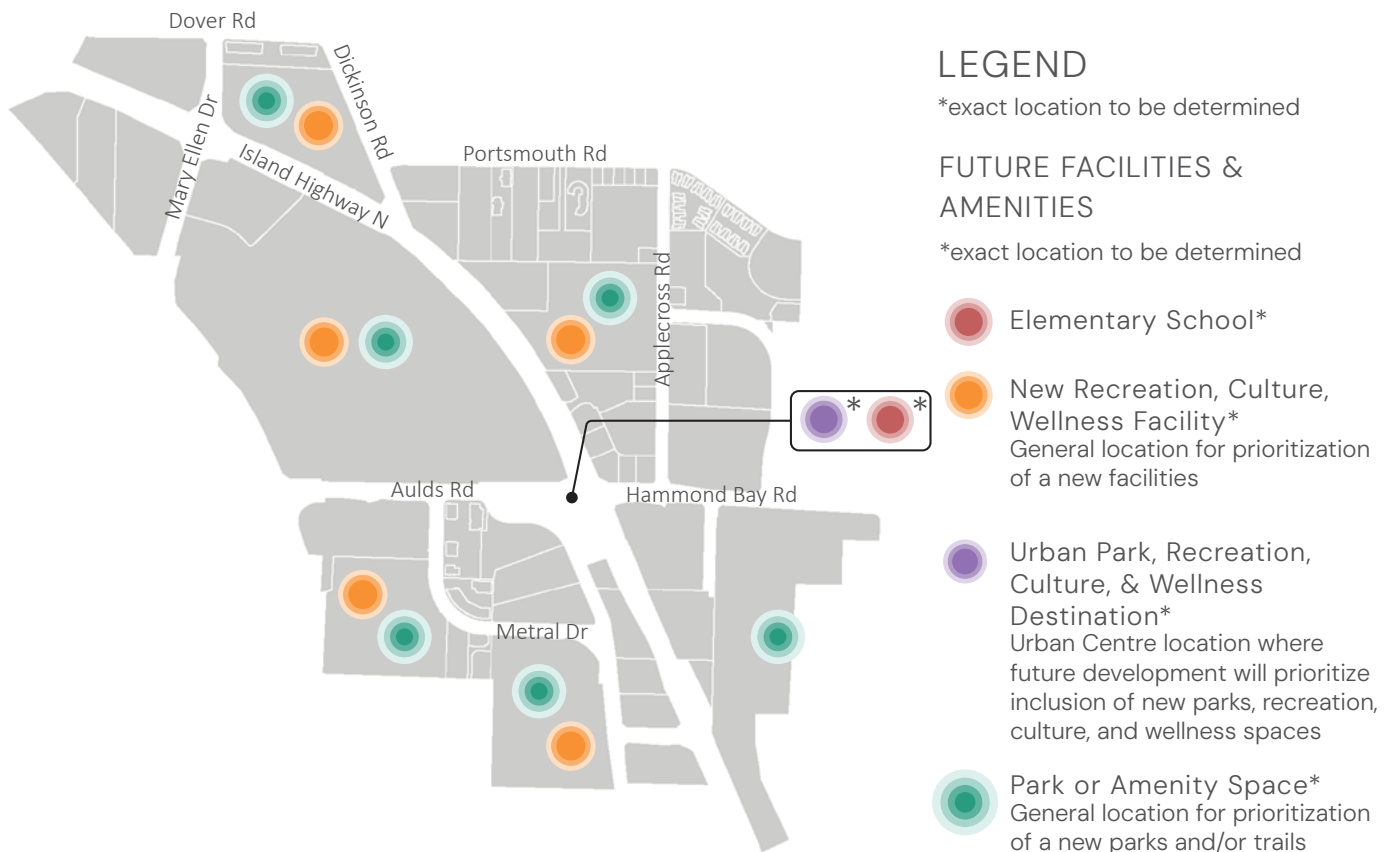 Dover Rd
Dickinson Rd
Mary Ellen Dr
Island Highway N
Portsmouth Rd
Applecross Rd
* *
Aulds Rd
Hammond Bay Rd
Metral Dr
LEGEND
*exact location to be determined
FUTURE FACILITIES &
AMENITIES
*exact location to be determined
Elementary School*
New Recreation, Culture,
Wellness Facility*
General location for prioritization
of a new facilities
Urban Park, Recreation,
Culture, & Wellness
Destination*
Urban Centre location where
future development will prioritize
inclusion of new parks, recreation,
culture, and wellness spaces
Park or Amenity Space*
General location for prioritization
of a new parks and/or trails